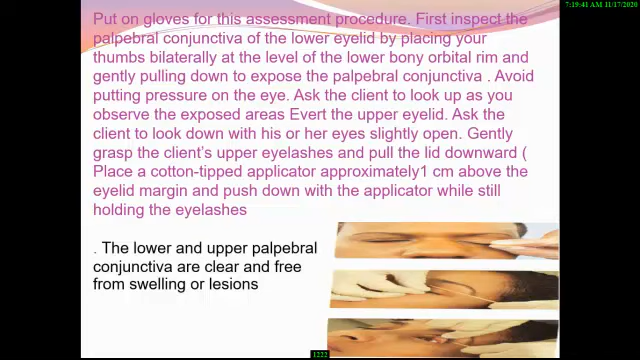 7:19:41 AM 11/17/2020
Put on gloves for this assessment procedure. First inspect the
palpebral conjunctiva of the lower eyelid by placing your
thumbs bilaterally at the level of the lower bony orbital rim and
gently pulling down to expose the palpebral conjunctiva . Avoid
putting pressure on the eye. Ask the client to look up as you
observe the exposed areas Evert the upper eyelid. Ask the
client to look down with his or her eyes slightly open. Gently
grasp the client's upper eyelashes and pull the lid downward (
Place a cotton-tipped applicator approximately1 cm above the
eyelid margin and push down with the applicator while still
holding the eyelashes
. The lower and upper palpebral
conjunctiva are clear and free
from swelling or lesions
1222